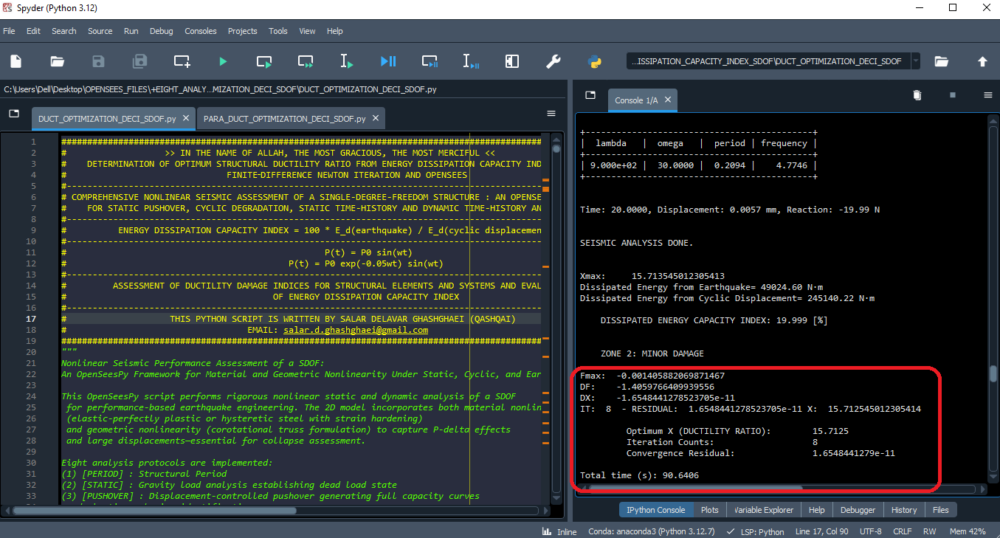 Spyder (Python 3.12)
File Edit Search Source Run Debug Consoles Projects Tools View Help
...ISSIPATION_CAPACITY_INDEX_SDOF\DUCT_OPTIMIZATION_DECI_SDOF
C:\Users\Dell\Desktop\OPENSEES_FILES\+EIGHT_ANALY...MIZATION_DECI_SDOF\DUCT_OPTIMIZATION_DECI_SDOF.py
DUCT_OPTIMIZATION_DECI_SDOF.py PARA_DUCT_OPTIMIZATION_DECI_SDOF.py
1 ##########################################################################################
2 # >> IN THE NAME OF ALLAH, THE MOST GRACIOUS, THE MOST MERCIFUL <<
3 # DETERMINATION OF OPTIMUM STRUCTURAL DUCTILITY RATIO FROM ENERGY DISSIPATION CAPACITY IND
4 # FINITE-DIFFERENCE NEWTON ITERATION AND OPENSEES
5 #------------------------------------------------------------------------------------------
6 # COMPREHENSIVE NONLINEAR SEISMIC ASSESSMENT OF A SINGLE-DEGREE-FREEDOM STRUCTURE : AN OPENSE
7 # FOR STATIC PUSHOVER, CYCLIC DEGRADATION, STATIC TIME-HISTORY AND DYNAMIC TIME-HISTORY AN
8 #------------------------------------------------------------------------------------------
9 # ENERGY DISSIPATION CAPACITY INDEX = 100 * E_d(earthquake) / E_d(cyclic displacemen
10 #------------------------------------------------------------------------------------------
11 # P(t) = P0 sin(wt)
12 # P(t) = P0 exp(-0.05wt) sin(wt)
13 #------------------------------------------------------------------------------------------
14 # ASSESSMENT OF DUCTILITY DAMAGE INDICES FOR STRUCTURAL ELEMENTS AND SYSTEMS AND EVAL
15 # OF ENERGY DISSIPATION CAPACITY INDEX
16 #------------------------------------------------------------------------------------------
17 # THIS PYTHON SCRIPT IS WRITTEN BY SALAR DELAVAR GHASHGHAEI (QASHQAI)
18 # EMAIL: salar.d.ghashghaei@gmail.com
19 ##########################################################################################
20 """
21 Nonlinear Seismic Performance Assessment of a SDOF:
22 An OpenSeesPy Framework for Material and Geometric Nonlinearity Under Static, Cyclic, and Ear
23
24 This OpenSeesPy script performs rigorous nonlinear static and dynamic analysis of a SDOF
25 for performance-based earthquake engineering. The 2D model incorporates both material nonlin
26 (elastic-perfectly plastic or hysteretic steel with strain hardening)
27 and geometric nonlinearity (corotational truss formulation) to capture P-delta effects
28 and large displacements—essential for collapse assessment.
29
30 Eight analysis protocols are implemented:
31 (1) [PERIOD] : Structural Period
32 (2) [STATIC] : Gravity load analysis establishing dead load state
33 (3) [PUSHOVER] : Displacement-controlled pushover generating full capacity curves
Console 1/A
+--------------------------------------------+
| lambda | omega | period | frequency |
+--------------------------------------------+
| 9.000e+02 | 30.0000 | 0.2094 | 4.7746 |
+--------------------------------------------+
Time: 20.0000, Displacement: 0.0057 mm, Reaction: -19.99 N
SEISMIC ANALYSIS DONE.
Xmax: 15.713545012305413
Dissipated Energy from Earthquake= 49024.60 N·m
Dissipated Energy from Cyclic Displacement= 245140.22 N·m
DISSIPATED ENERGY CAPACITY INDEX: 19.999 [%]
ZONE 2: MINOR DAMAGE
Fmax: -0.001405882069871467
DF: -1.4059766409939556
DX: -1.6548441278523705e-11
IT: 8 - RESIDUAL: 1.6548441278523705e-11 X: 15.712545012305414
Optimum X (DUCTILITY RATIO): 15.7125
Iteration Counts: 8
Convergence Residual: 1.6548441279e-11
Total time (s): 90.6406
IPython Console Plots Variable Explorer Help Debugger History Files
Inline Conda: anaconda3 (Python 3.12.7) LSP: Python Line 17, Col 90 UTF-8 CRLF RW Mem 42%